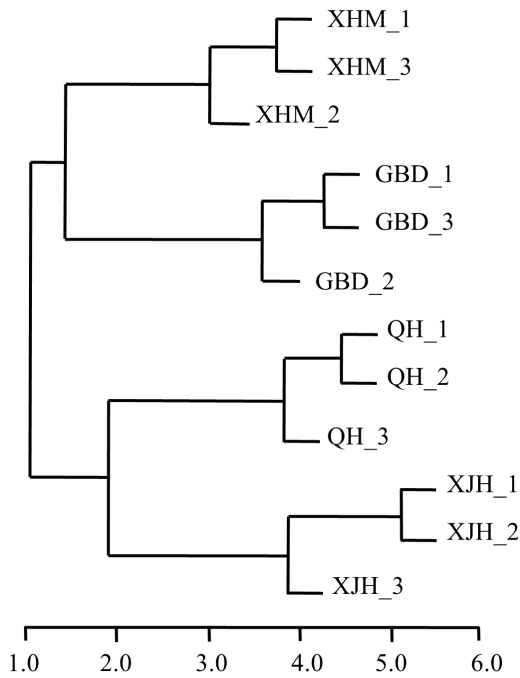 XHM_1
XHM_3
XHM_2
GBD_1
GBD_3
GBD_2
QH_1
QH_2
QH_3
XJH_1
XJH_2
XJH_3
1.0 2.0 3.0 4.0 5.0 6.0